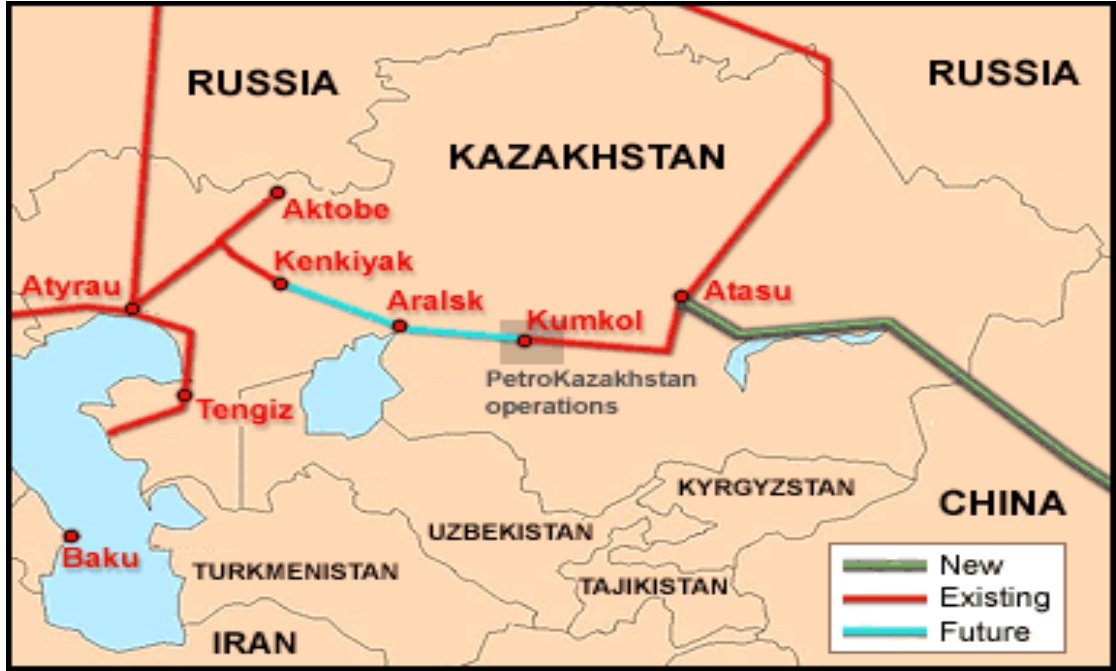 RUSSIA
RUSSIA
KAZAKHSTAN
Aktobe
Kenkiyak
Atyrau
Aralsk
Atasu
Kumkol
PetroKazakhstan
operations
Tengiz
KYRGYZSTAN
CHINA
UZBEKISTAN
Baku
TURKMENISTAN
TAJIKISTAN
IRAN
New
Existing
Future